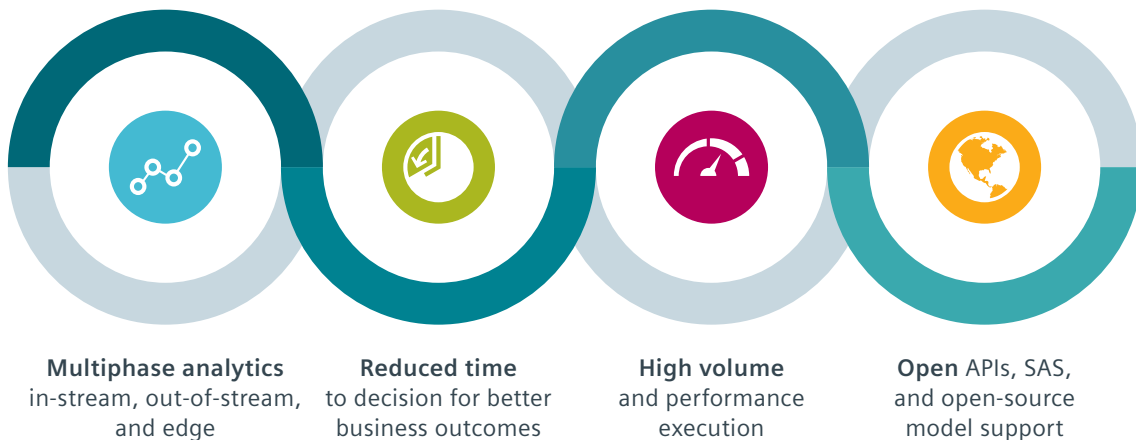 Multiphase analytics
in-stream, out-of-stream,
and edge
Reduced time
to decision for better
business outcomes
High volume
and performance
execution
Open APIs, SAS,
and open-source
model support